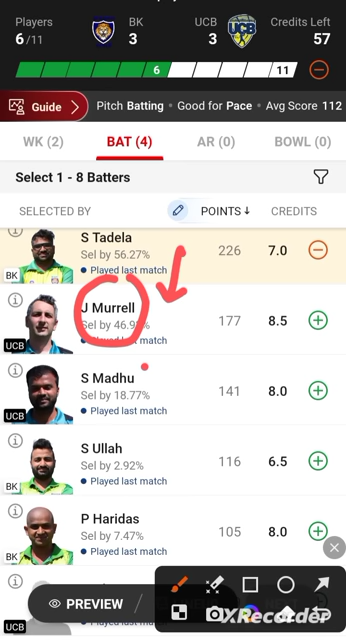 Players BK UCB Credits Left
6 /11 3 3 57
6 11
Guide Pitch Batting • Good for Pace • Avg Score 112
WK (2) BAT (4) AR (0) BOWL (0)
Select 1 - 8 Batters
SELECTED BY POINTS↓ CREDITS
S Tadela
Sel by 56.27% 226 7.0
Played last match
BK
J Murrell
Sel by 46.9 177 8.5
played last match
UCB
S Madhu
Sel by 18.77% 141 8.0
Played last match
UCB
S Ullah
Sel by 2.92% 116 6.5
Played last match
BK
P Haridas
Sel by 7.47% 105 8.0
Played last match
BK
PREVIEW
UCB
XRecorder